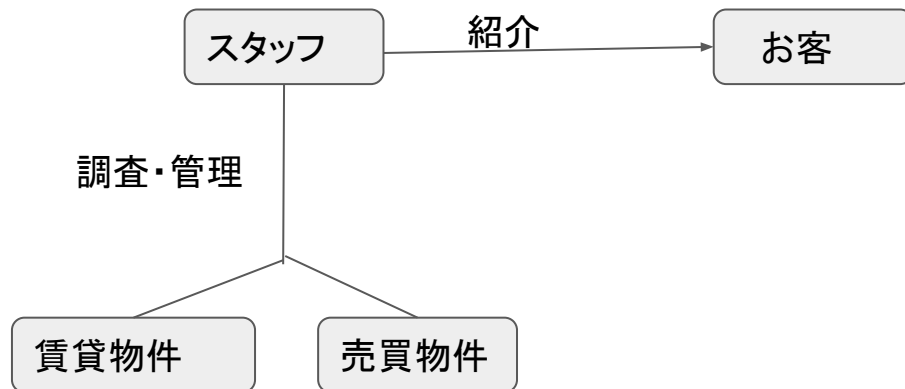 スタッフ
紹介
お客
調査・管理
賃貸物件
売買物件